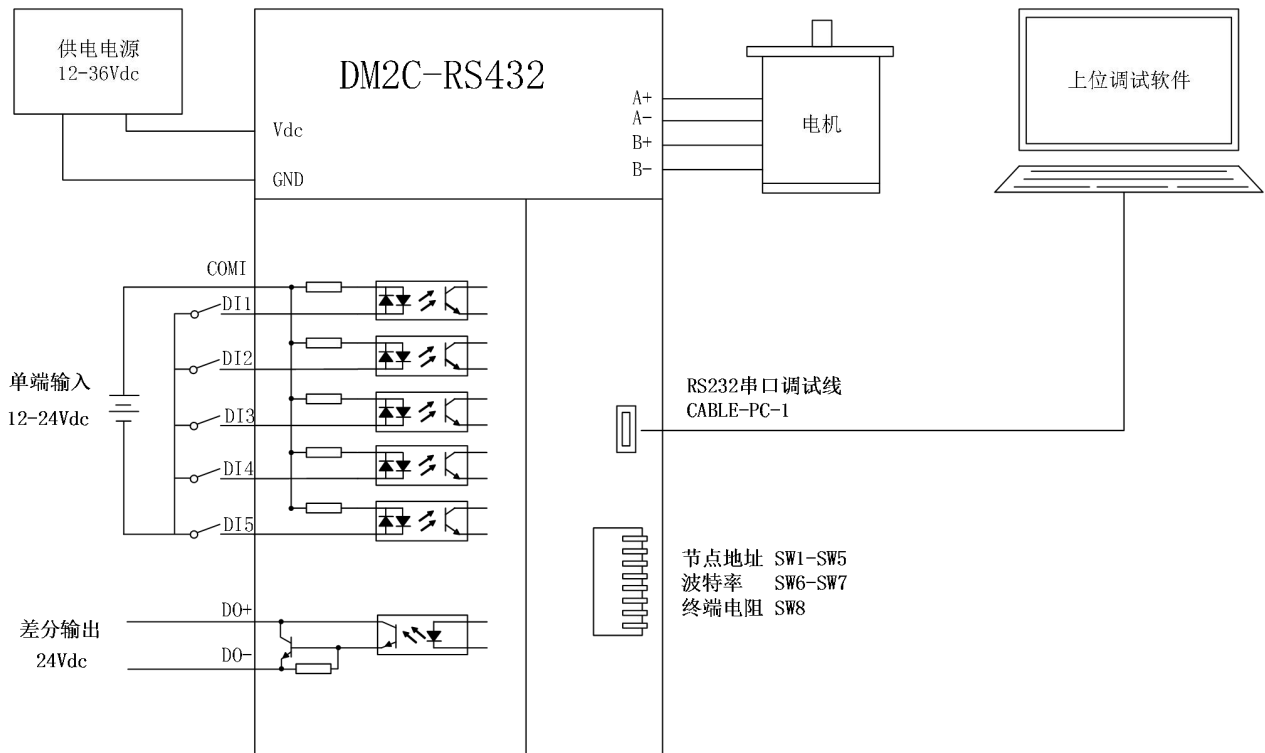 供电电源
12-36Vdc
DM2C-RS432
Vdc
GND
A+
A-
B+
B-
电机
上位调试软件
COMI
DI1
DI2
DI3
DI4
DI5
单端输入
12-24Vdc
RS232串口调试线
CABLE-PC-1
节点地址 SW1-SW5
波特率 SW6-SW7
终端电阻 SW8
DO+
DO-
差分输出
24Vdc